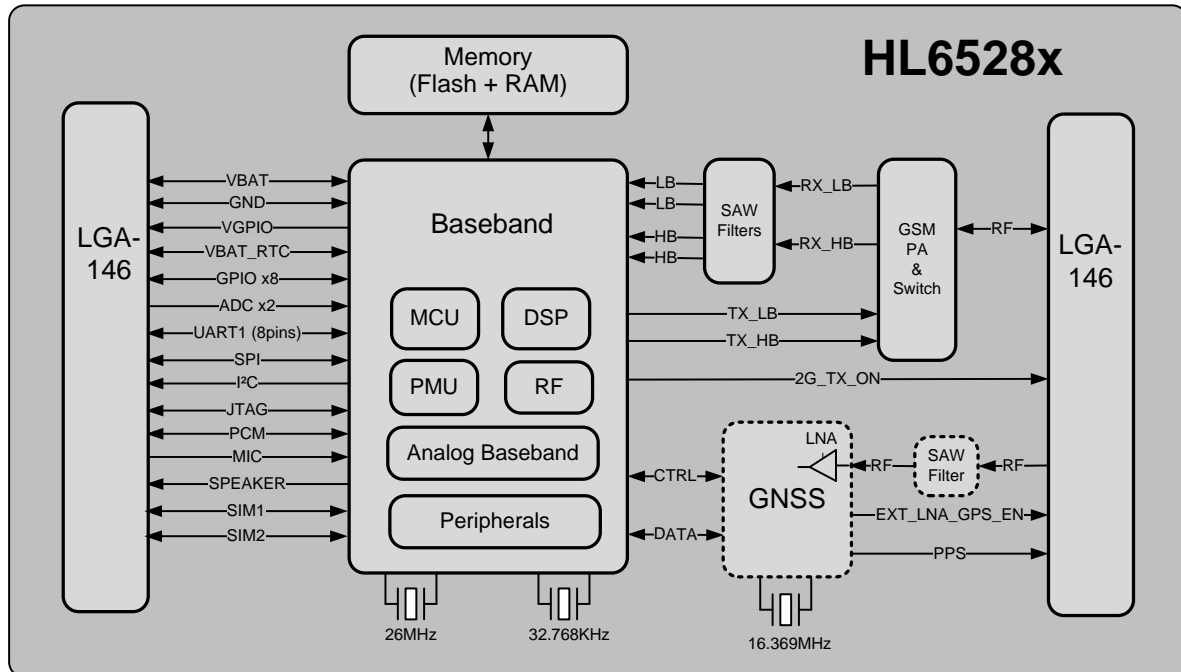 HL6528x
Memory
(Flash + RAM)
LGA-
146
VBAT
GND
VGPIO
VBAT_RTC
GPIO x8
ADC x2
UART1 (8pins)
SPI
I²C
JTAG
PCM
MIC
SPEAKER
SIM1
SIM2
Baseband
MCU
DSP
PMU
RF
Analog Baseband
Peripherals
26MHz
32.768KHz
LB
LB
HB
HB
SAW
Filters
RX_LB
RX_HB
GSM
PA
&
Switch
RF
TX_LB
TX_HB
2G_TX_ON
CTRL
DATA
LNA
GNSS
RF
SAW
Filter
RF
EXT_LNA_GPS_EN
PPS
16.369MHz
LGA-
146